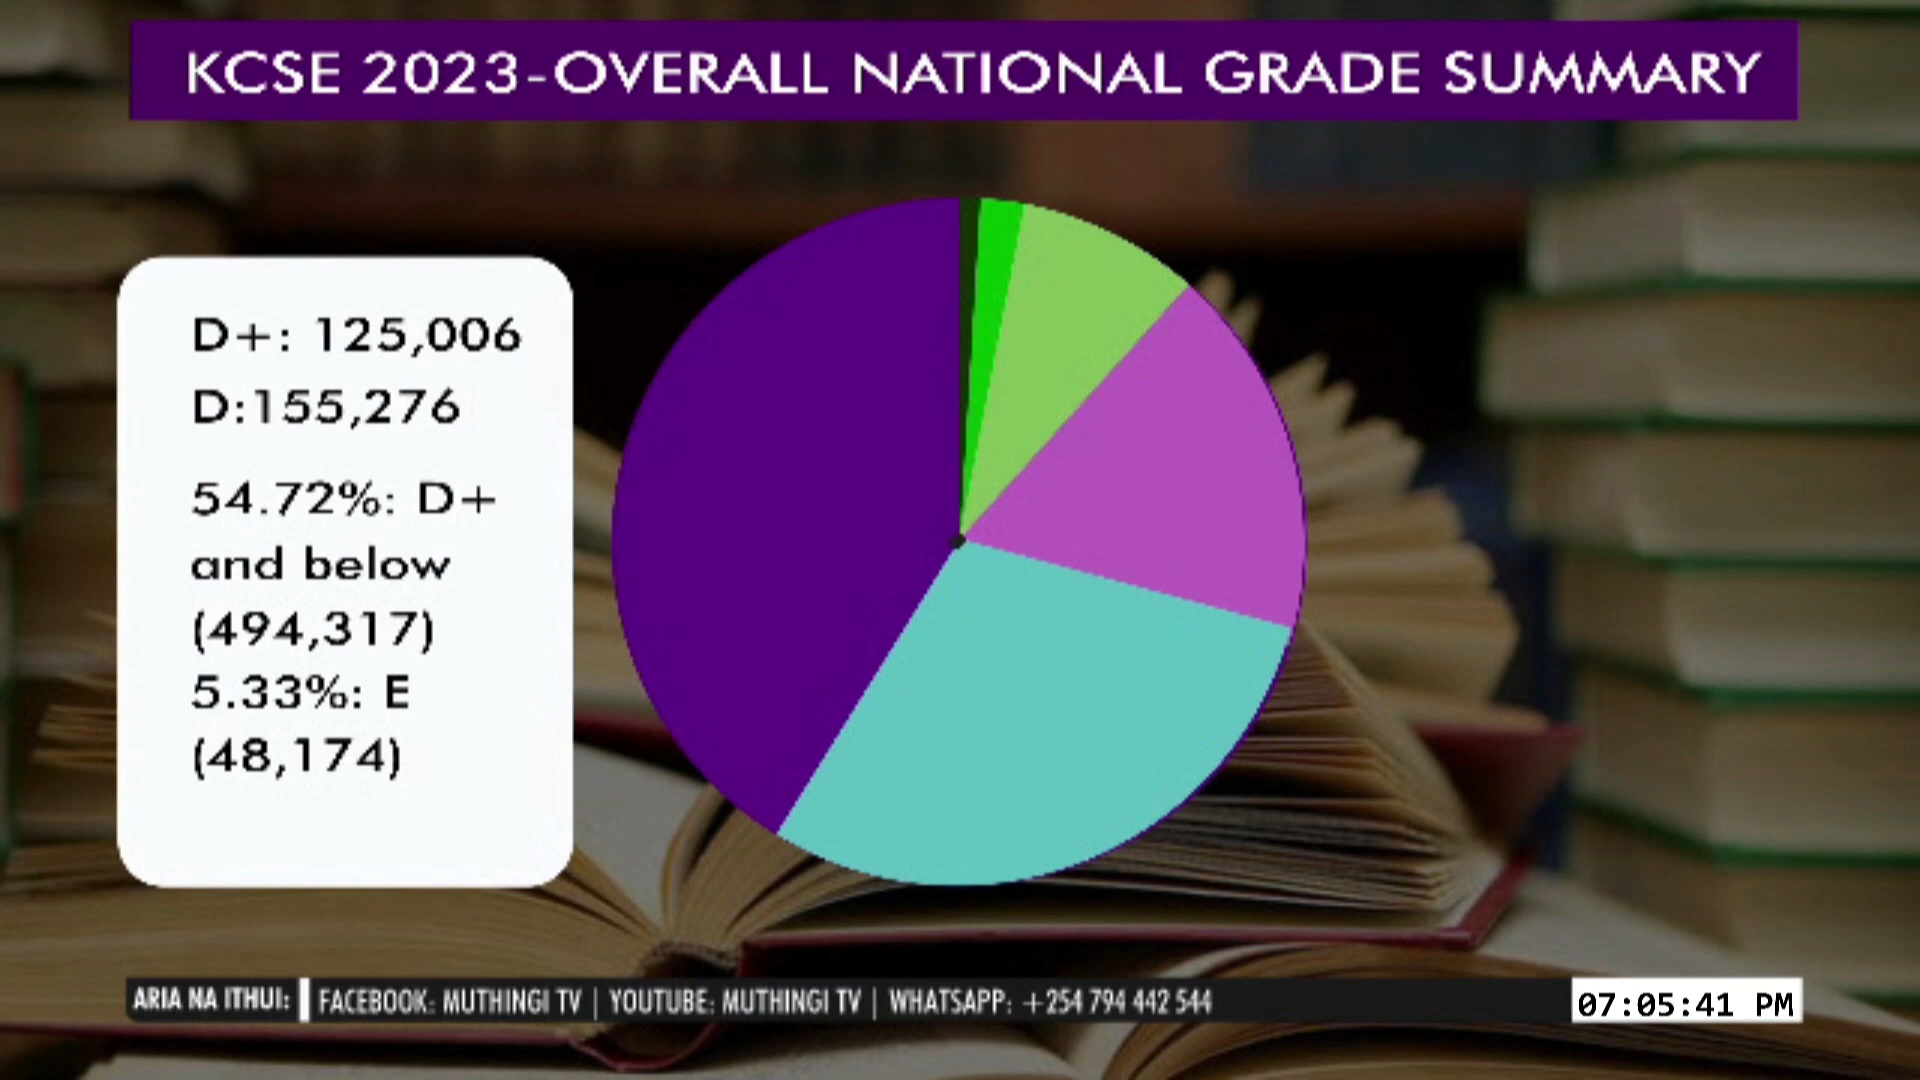 KCSE 2023-OVERALL NATIONAL GRADE SUMMARY
D+: 125,006
D:155,276
54.72%: D+
and below
(494,317)
5.33%: E
(48,174)
ARIA NA ITHUI: FACEBOOK: MUTHINGI TV | YOUTUBE: MUTHINGI TV | WHATSAPP: +254 794 442 544
07:05:41 PM